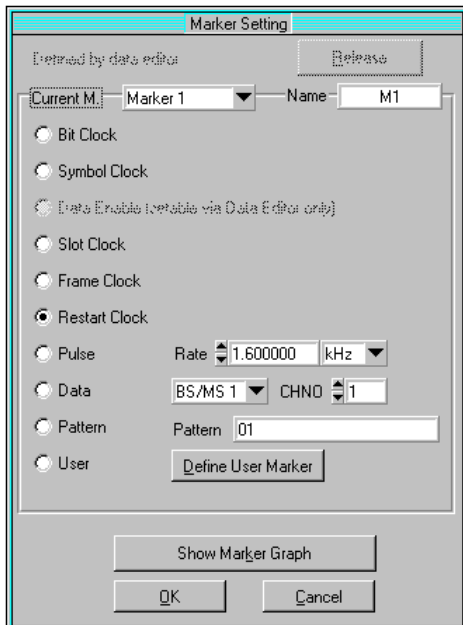 Marker Setting
Defined by data editor Release
Current M. Marker 1 Name M1
Bit Clock
Symbol Clock
Data Enable (setable via Data Editor only)
Slot Clock
Frame Clock
Restart Clock
Pulse Rate 1.600000 kHz
Data BS/MS 1 CHNO 1
Pattern Pattern 01
User Define User Marker
Show Marker Graph
OK Cancel